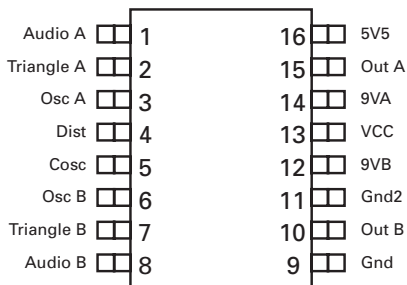 Audio A 1 16 5V5
Triangle A 2 15 Out A
Osc A 3 14 9VA
Dist 4 13 VCC
Cosc 5 12 9VB
Osc B 6 11 Gnd2
Triangle B 7 10 Out B
Audio B 8 9 Gnd